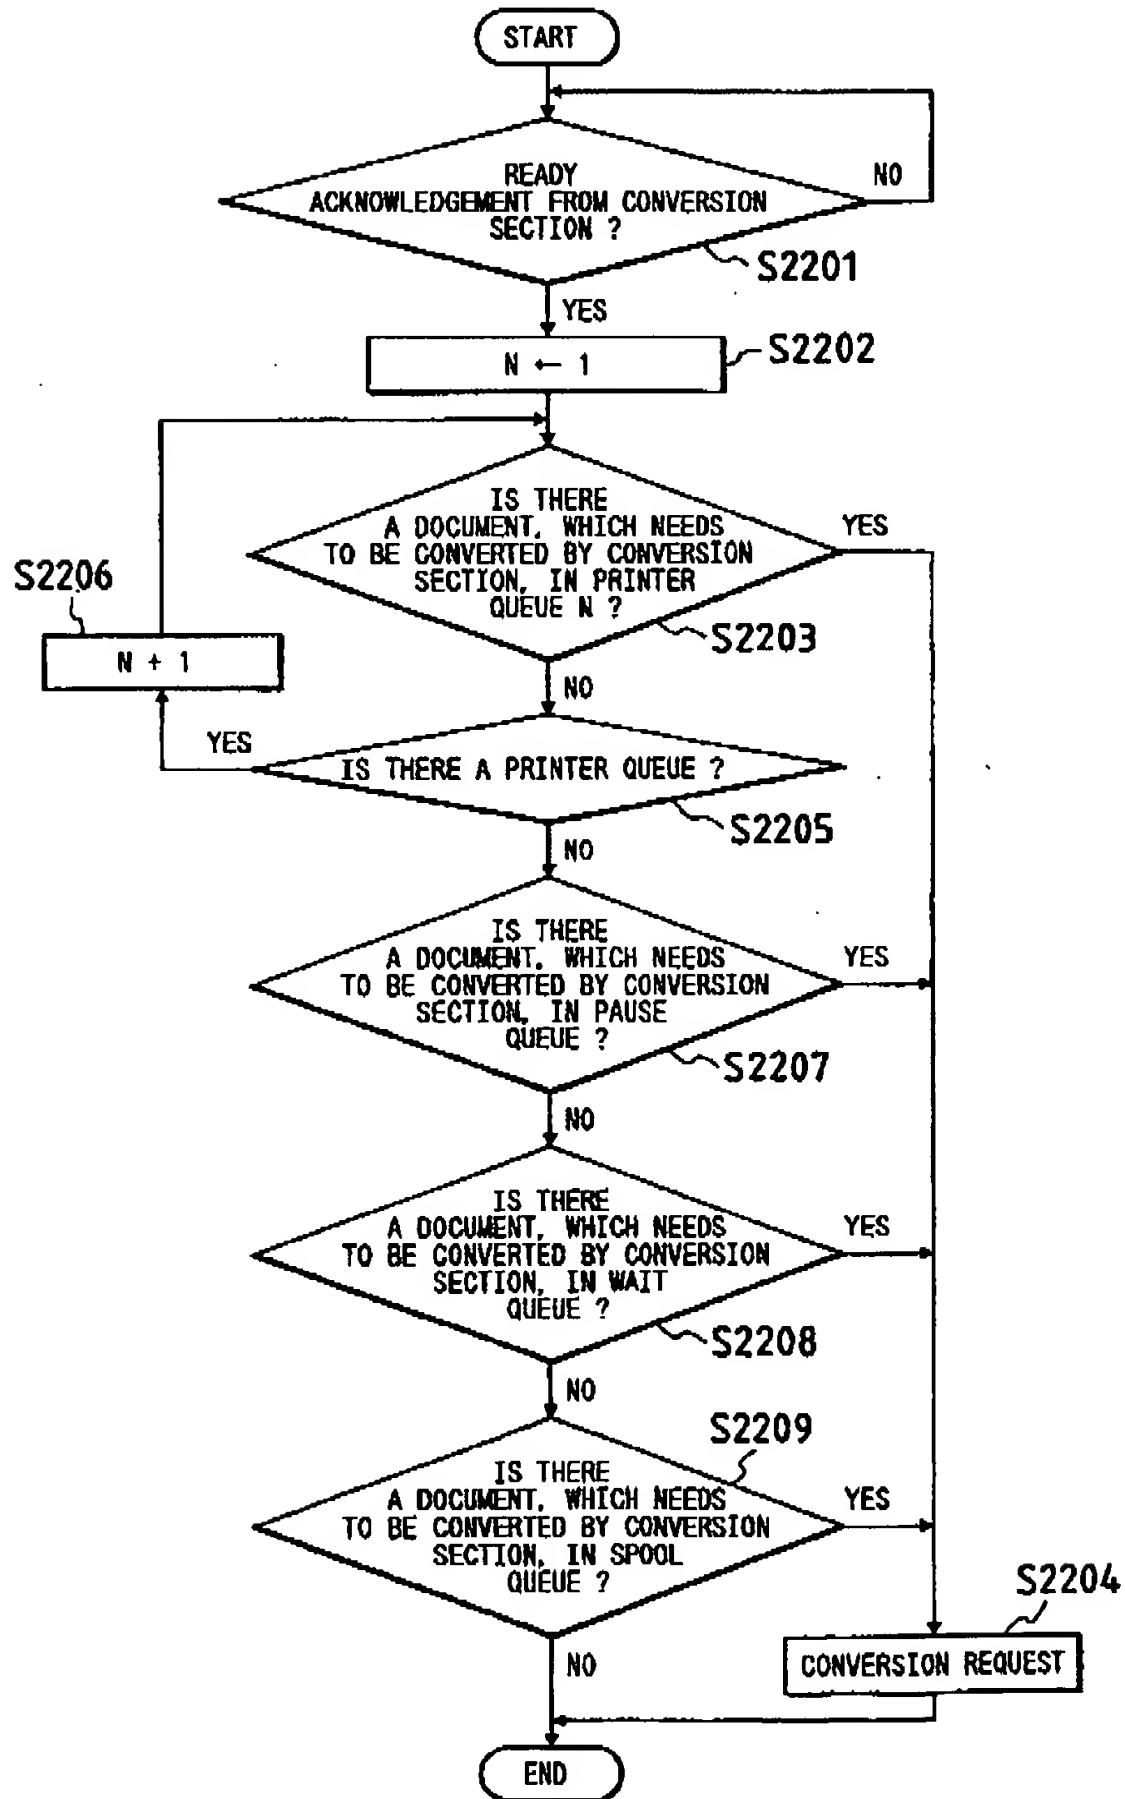 START
READY
ACKNOWLEDGEMENT FROM CONVERSION
SECTION ?
NO
S2201
YES
S2202
N ← 1
IS THERE
A DOCUMENT, WHICH NEEDS
TO BE CONVERTED BY CONVERSION
SECTION, IN PRINTER
QUEUE N ?
YES
S2203
S2206
N + 1
NO
YES
IS THERE A PRINTER QUEUE ?
S2205
NO
IS THERE
A DOCUMENT, WHICH NEEDS
TO BE CONVERTED BY CONVERSION
SECTION, IN PAUSE
QUEUE ?
YES
S2207
NO
IS THERE
A DOCUMENT, WHICH NEEDS
TO BE CONVERTED BY CONVERSION
SECTION, IN WAIT
QUEUE ?
YES
S2208
NO
S2209
IS THERE
A DOCUMENT, WHICH NEEDS
TO BE CONVERTED BY CONVERSION
SECTION, IN SPOOL
QUEUE ?
YES
S2204
CONVERSION REQUEST
NO
END